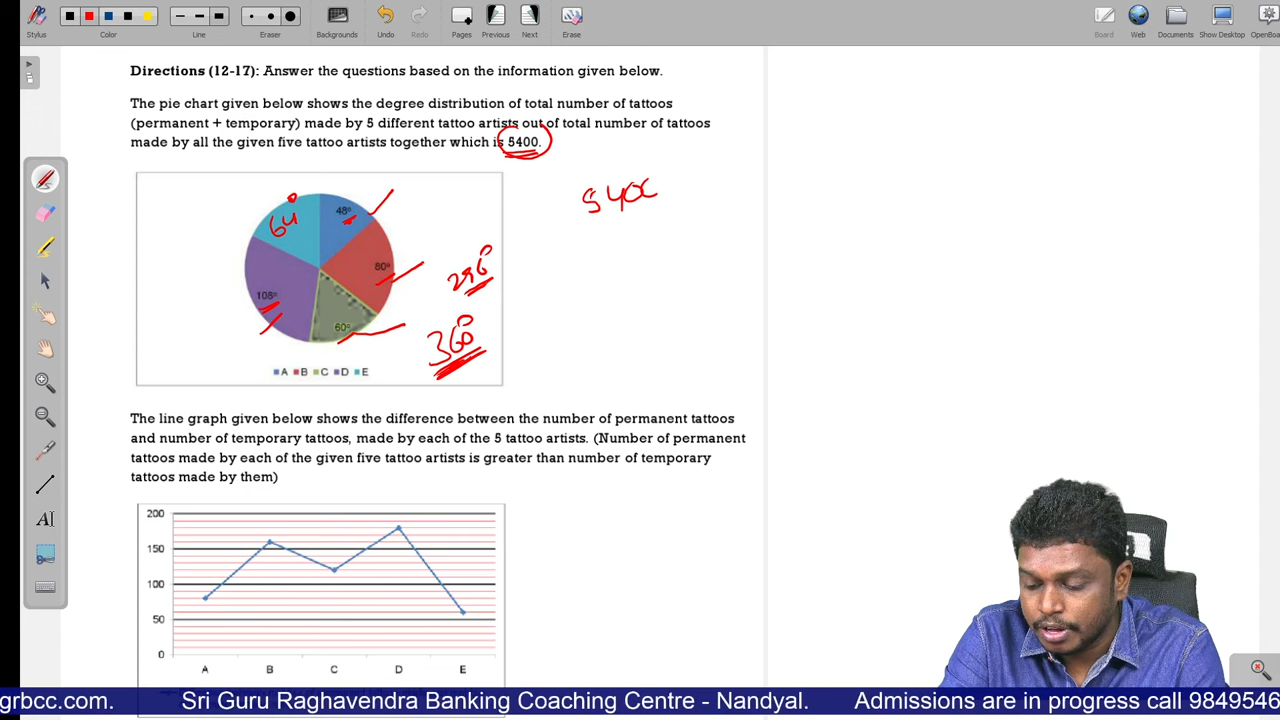 Stylus Color Line Eraser Backgrounds Undo Redo Pages Previous Next Erase Board Web Documents Show Desktop OpenBoa
Directions (12-17): Answer the questions based on the information given below.
The pie chart given below shows the degree distribution of total number of tattoos
(permanent + temporary) made by 5 different tattoo artists out of total number of tattoos
made by all the given five tattoo artists together which is 5400.
540
48°
64°
80°
296°
108°
60°
360°
A B C D E
The line graph given below shows the difference between the number of permanent tattoos
and number of temporary tattoos, made by each of the 5 tattoo artists. (Number of permanent
tattoos made by each of the given five tattoo artists is greater than number of temporary
tattoos made by them)
200
150
100
50
0
A B C D E
grbcc.com. Sri Guru Raghavendra Banking Coaching Centre - Nandyal. Admissions are in progress call 9849546